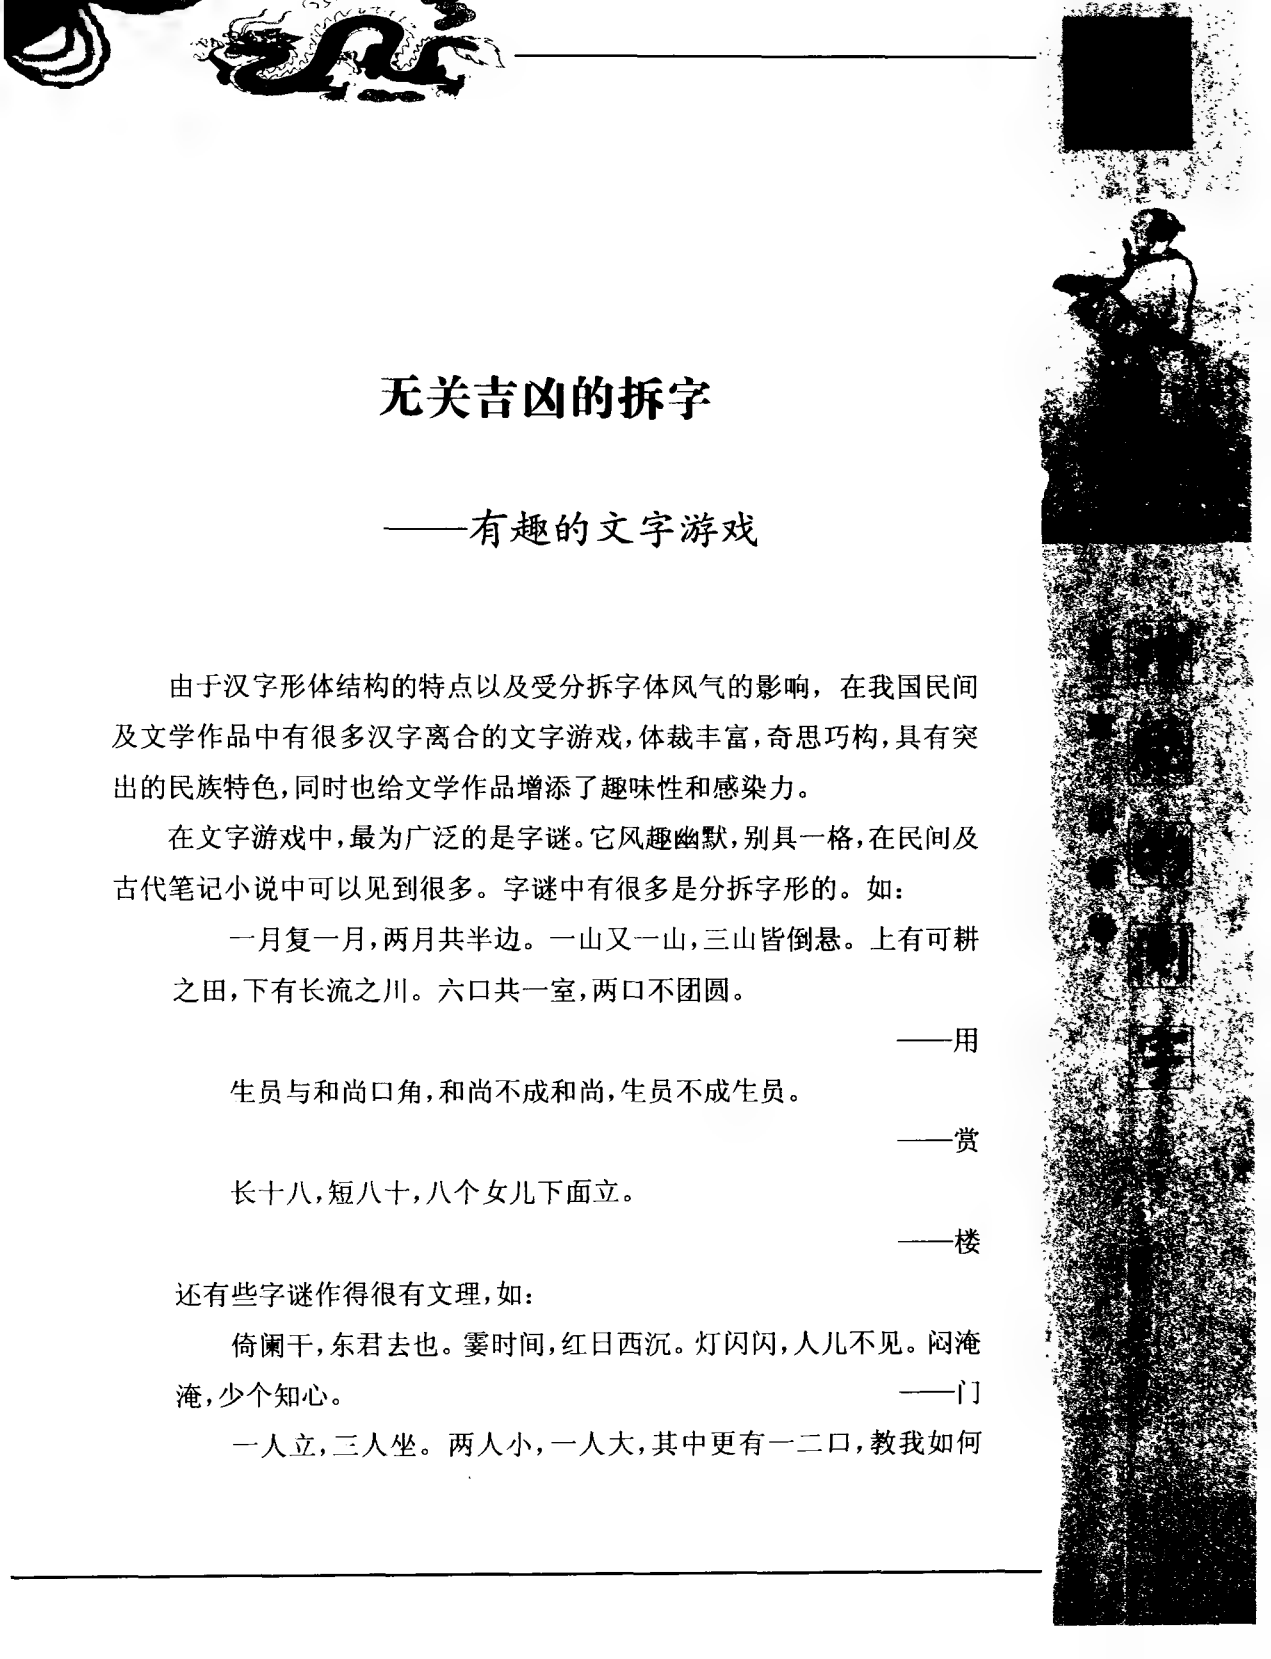 无关吉凶的拆字
——有趣的文字游戏
由于汉字形体结构的特点以及受分拆字体风气的影响，在我国民间
及文学作品中有很多汉字离合的文字游戏，体裁丰富，奇思巧构，具有突
出的民族特色，同时也给文学作品增添了趣味性和感染力。
在文字游戏中，最为广泛的是字谜。它风趣幽默，别具一格，在民间及
古代笔记小说中可以见到很多。字谜中有很多是分拆字形的。如：
一月复一月，两月共半边。一山又一山，三山皆倒悬。上有可耕
之田，下有长流之川。六口共一室，两口不团圆。
——用
生员与和尚口角，和尚不成和尚，生员不成生员。
——赏
长十八，短八十，八个女儿下面立。
——楼
还有些字谜作得很有文理，如：
倚阑干，东君去也。霎时间，红日西沉。灯闪闪，人儿不见。闷淹
淹，少个知心。 ——门
一人立，三人坐。两人小，一人大，其中更有一二口，教我如何